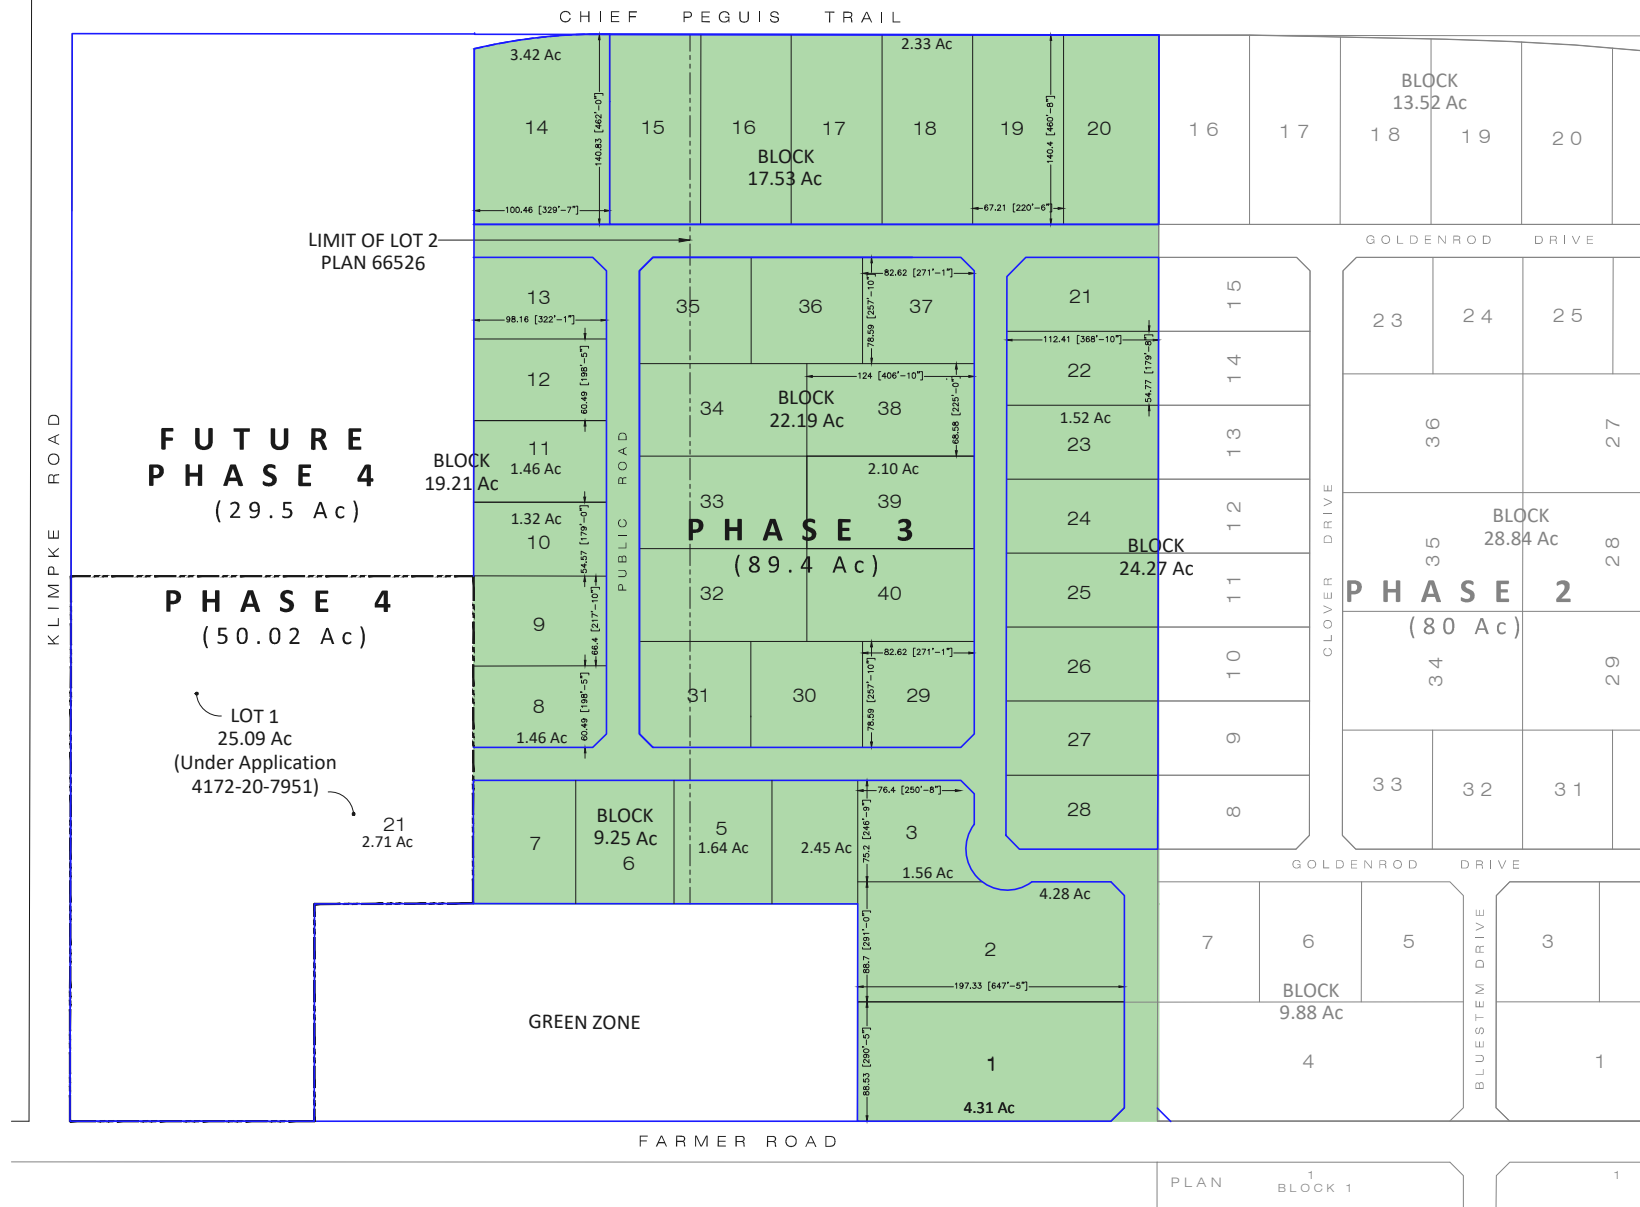 CHIEF PEGUIS TRAIL
3.42 Ac
2.33 Ac
14
15
16
17
18
19
20
140.83 [462'-0"]
140.4 [460'-8"]
BLOCK
17.53 Ac
100.46 [329'-7"]
67.21 [220'-6"]
BLOCK
13.52 Ac
16
17
18
19
20
LIMIT OF LOT 2
PLAN 66526
GOLDENROD DRIVE
13
98.16 [322'-1"]
12
60.49 [198'-5"]
11
1.46 Ac
BLOCK
19.21 Ac
1.32 Ac
10
54.57 [179'-0"]
9
66.4 [217'-10"]
8
60.49 [198'-5"]
1.46 Ac
PUBLIC ROAD
35
36
37
82.62 [271'-1"]
78.59 [257'-10"]
34
BLOCK
22.19 Ac
124 [406'-10"]
38
68.58 [225'-0"]
2.10 Ac
33
39
PHASE 3
(89.4 Ac)
32
40
82.62 [271'-1"]
78.59 [257'-10"]
31
30
29
21
112.41 [368'-10"]
54.77 [179'-8"]
22
1.52 Ac
23
24
BLOCK
24.27 Ac
25
26
27
28
15
14
13
12
11
10
9
8
CLOVER DRIVE
23
24
25
36
27
BLOCK
28.84 Ac
35
28
PHASE 2
(80 Ac)
34
29
33
32
31
KLIMPKE ROAD
FUTURE
PHASE 4
(29.5 Ac)
PHASE 4
(50.02 Ac)
LOT 1
25.09 Ac
(Under Application
4172-20-7951)
21
2.71 Ac
7
BLOCK
9.25 Ac
6
5
1.64 Ac
2.45 Ac
76.4 [250'-8"]
75.2 [246'-9"]
3
1.56 Ac
4.28 Ac
88.7 [291'-0"]
2
197.33 [647'-5"]
88.53 [290'-5"]
1
4.31 Ac
GREEN ZONE
GOLDENROD DRIVE
7
6
5
3
BLOCK
9.88 Ac
4
1
BLUESTEM DRIVE
FARMER ROAD
PLAN
1
BLOCK 1
1